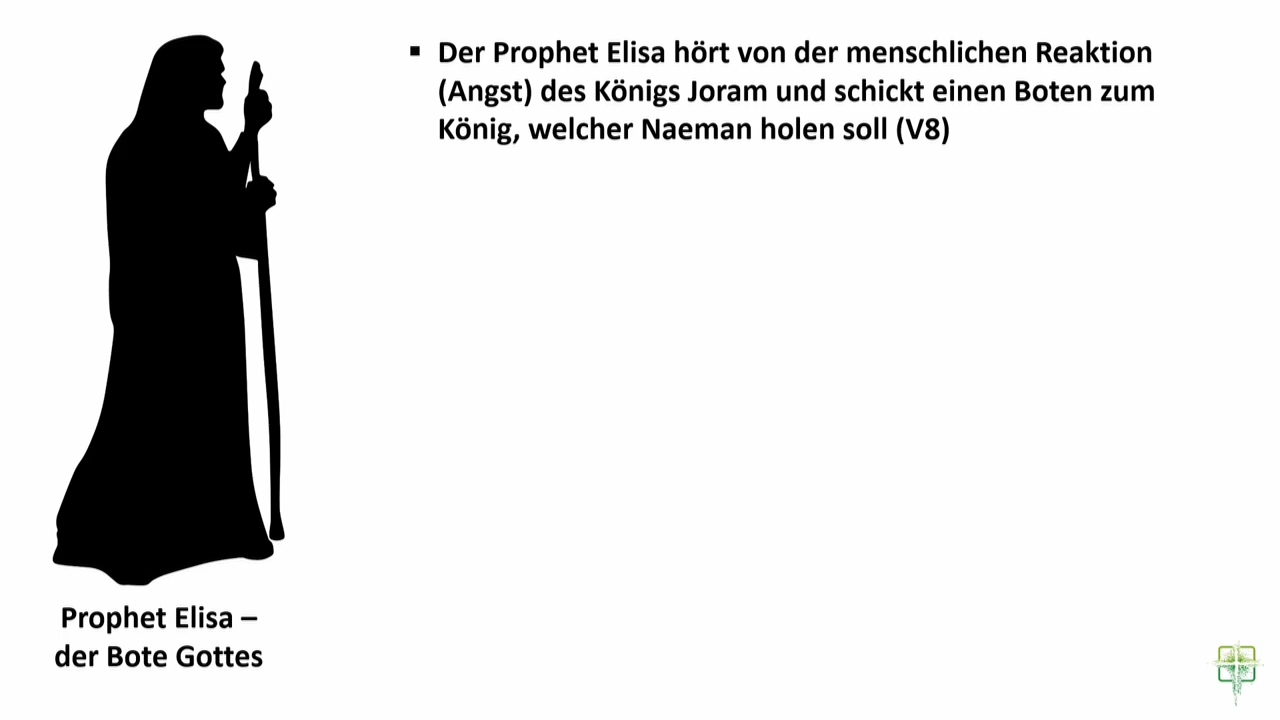 ▪ Der Prophet Elisa hört von der menschlichen Reaktion
(Angst) des Königs Joram und schickt einen Boten zum
König, welcher Naeman holen soll (V8)
Prophet Elisa –
der Bote Gottes